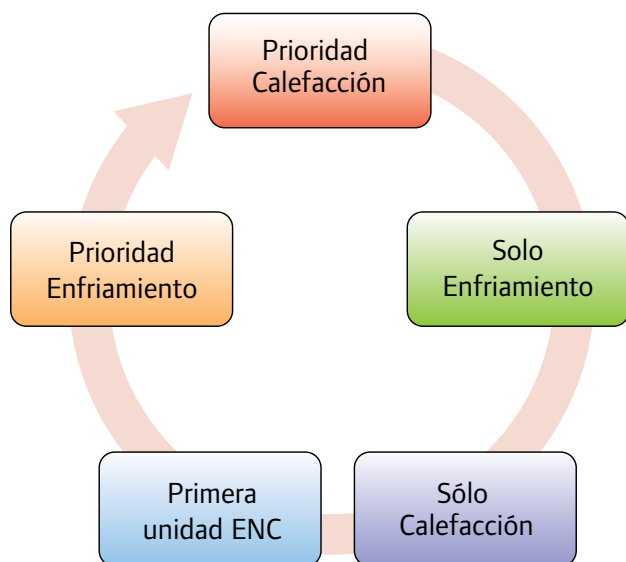 Prioridad
Calefacción
Solo
Enfriamiento
Sólo
Calefacción
Primera
unidad ENC
Prioridad
Enfriamiento